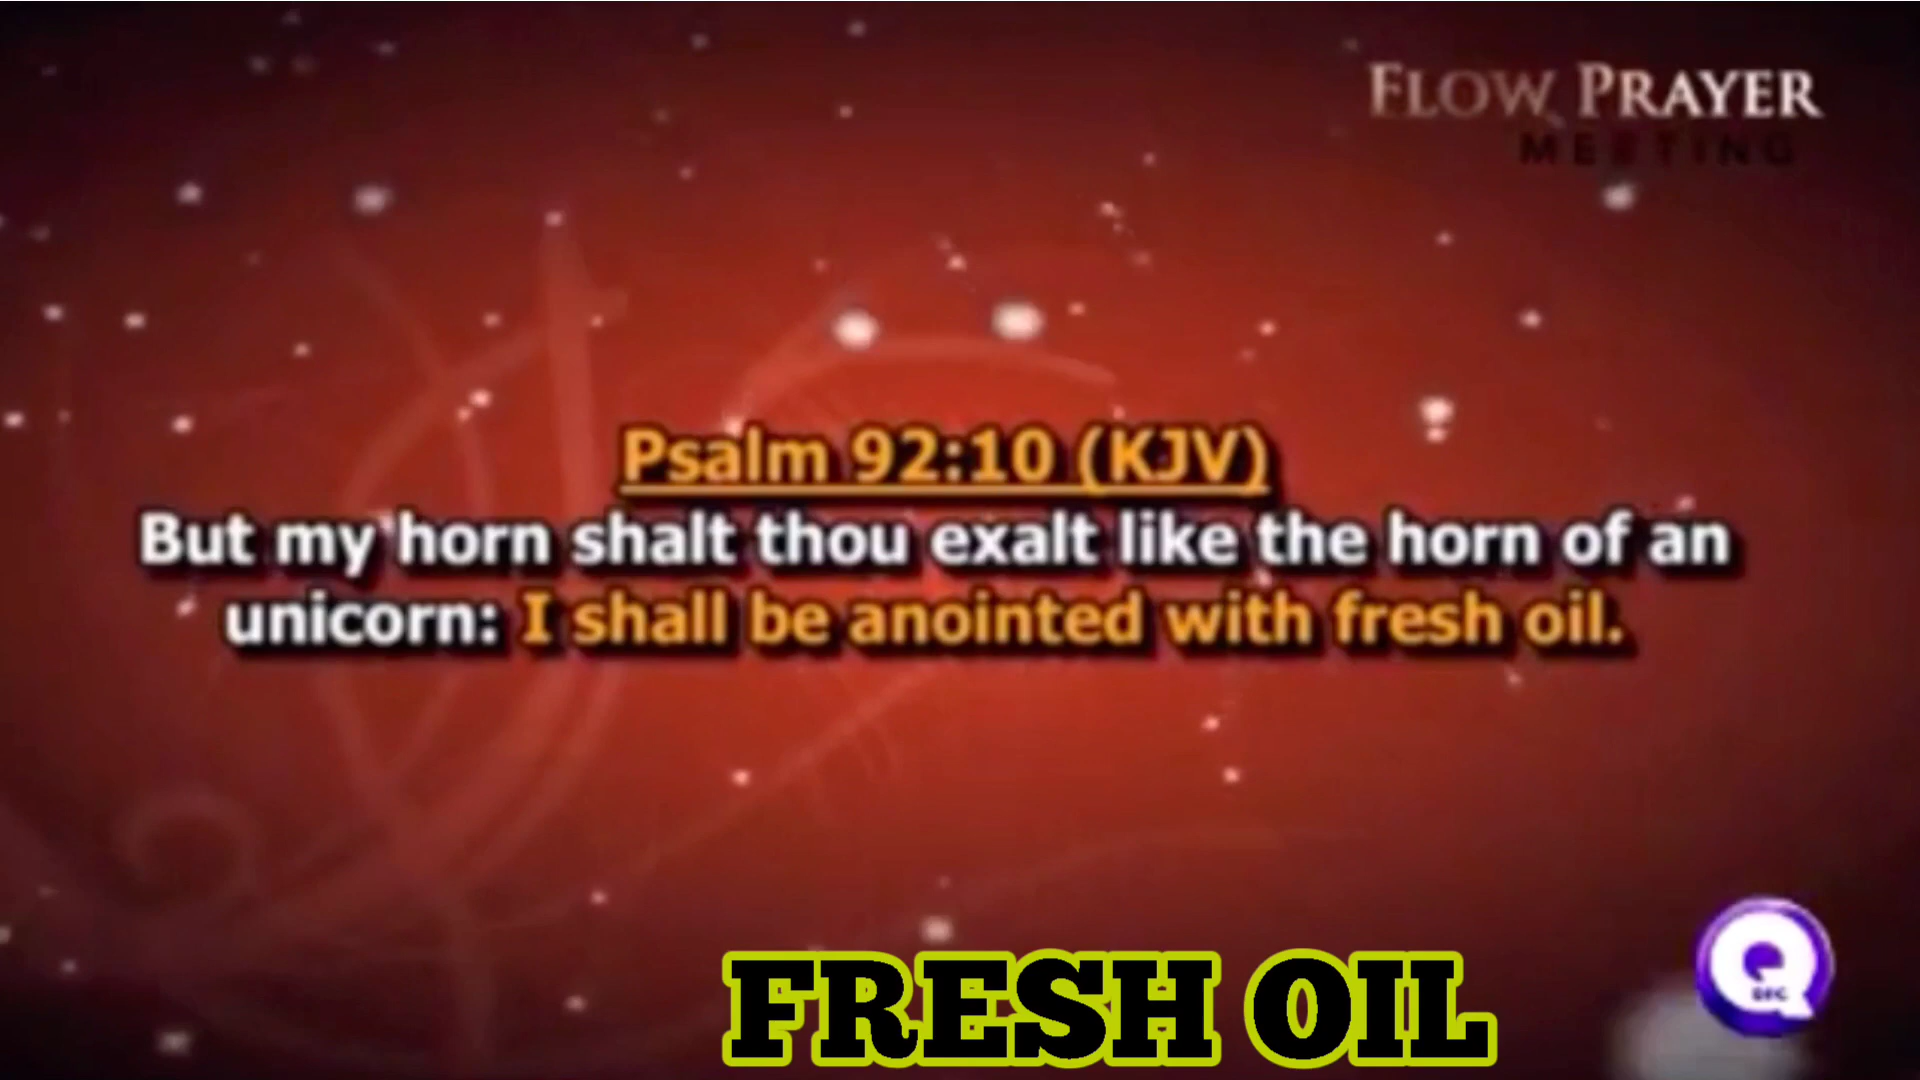 FLOW PRAYER
MEETING
Psalm 92:10 (KJV)
But my horn shalt thou exalt like the horn of an
unicorn: I shall be anointed with fresh oil.
FRESH OIL